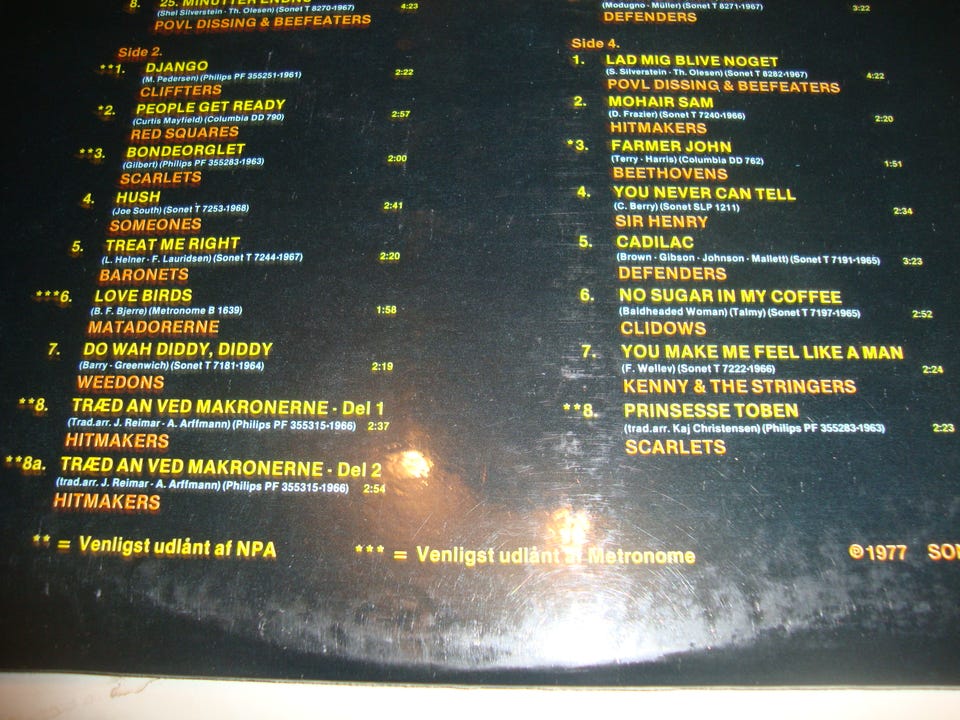 8. 25. MINUTTER ENDNU 4:23
(Shel Silverstein - Th. Olesen) (Sonet T 8270-1967)
POVL DISSING & BEEFEATERS
Side 2.
**1. DJANGO
(M. Pedersen) (Philips PF 355251-1961) 2:22
CLIFFTERS
*2. PEOPLE GET READY
(Curtis Mayfield) (Columbia DD 790) 2:57
RED SQUARES
**3. BONDEORGLET
(Gilbert) (Philips PF 355283-1963) 2:00
SCARLETS
4. HUSH
(Joe South) (Sonet T 7253-1968) 2:41
SOMEONES
5. TREAT ME RIGHT
(L. Helner - F. Lauridsen) (Sonet T 7244-1967) 2:20
BARONETS
***6. LOVE BIRDS
(B. F. Bjerre) (Metronome B 1639) 1:58
MATADORERNE
7. DO WAH DIDDY, DIDDY
(Barry - Greenwich) (Sonet T 7181-1964) 2:19
WEEDONS
**8. TRÆD AN VED MAKRONERNE - Del 1
(Trad.arr. J. Reimar - A. Arffmann) (Philips PF 355315-1966) 2:37
HITMAKERS
**8a. TRÆD AN VED MAKRONERNE - Del 2
(trad.arr. J. Reimar - A. Arffmann) (Philips PF 355315-1966) 2:54
HITMAKERS
(Modugno - Müller) (Sonet T 8271-1967) 3:22
DEFENDERS
Side 4.
1. LAD MIG BLIVE NOGET
(S. Silverstein - Th. Olesen) (Sonet T 8282-1967) 4:22
POVL DISSING & BEEFEATERS
2. MOHAIR SAM
(D. Frazier) (Sonet T 7240-1966) 2:20
HITMAKERS
*3. FARMER JOHN
(Terry - Harris) (Columbia DD 762) 1:51
BEETHOVENS
4. YOU NEVER CAN TELL
(C. Berry) (Sonet SLP 1211) 2:34
SIR HENRY
5. CADILAC
(Brown - Gibson - Johnson - Mallett) (Sonet T 7191-1965) 3:23
DEFENDERS
6. NO SUGAR IN MY COFFEE
(Baldheaded Woman) (Talmy) (Sonet T 7197-1965) 2:52
CLIDOWS
7. YOU MAKE ME FEEL LIKE A MAN
(F. Wellev) (Sonet T 7222-1966) 2:24
KENNY & THE STRINGERS
**8. PRINSESSE TOBEN
(trad.arr. Kaj Christensen) (Philips PF 355283-1963) 2:23
SCARLETS
** = Venligst udlånt af NPA
*** = Venligst udlånt af Metronome
℗1977